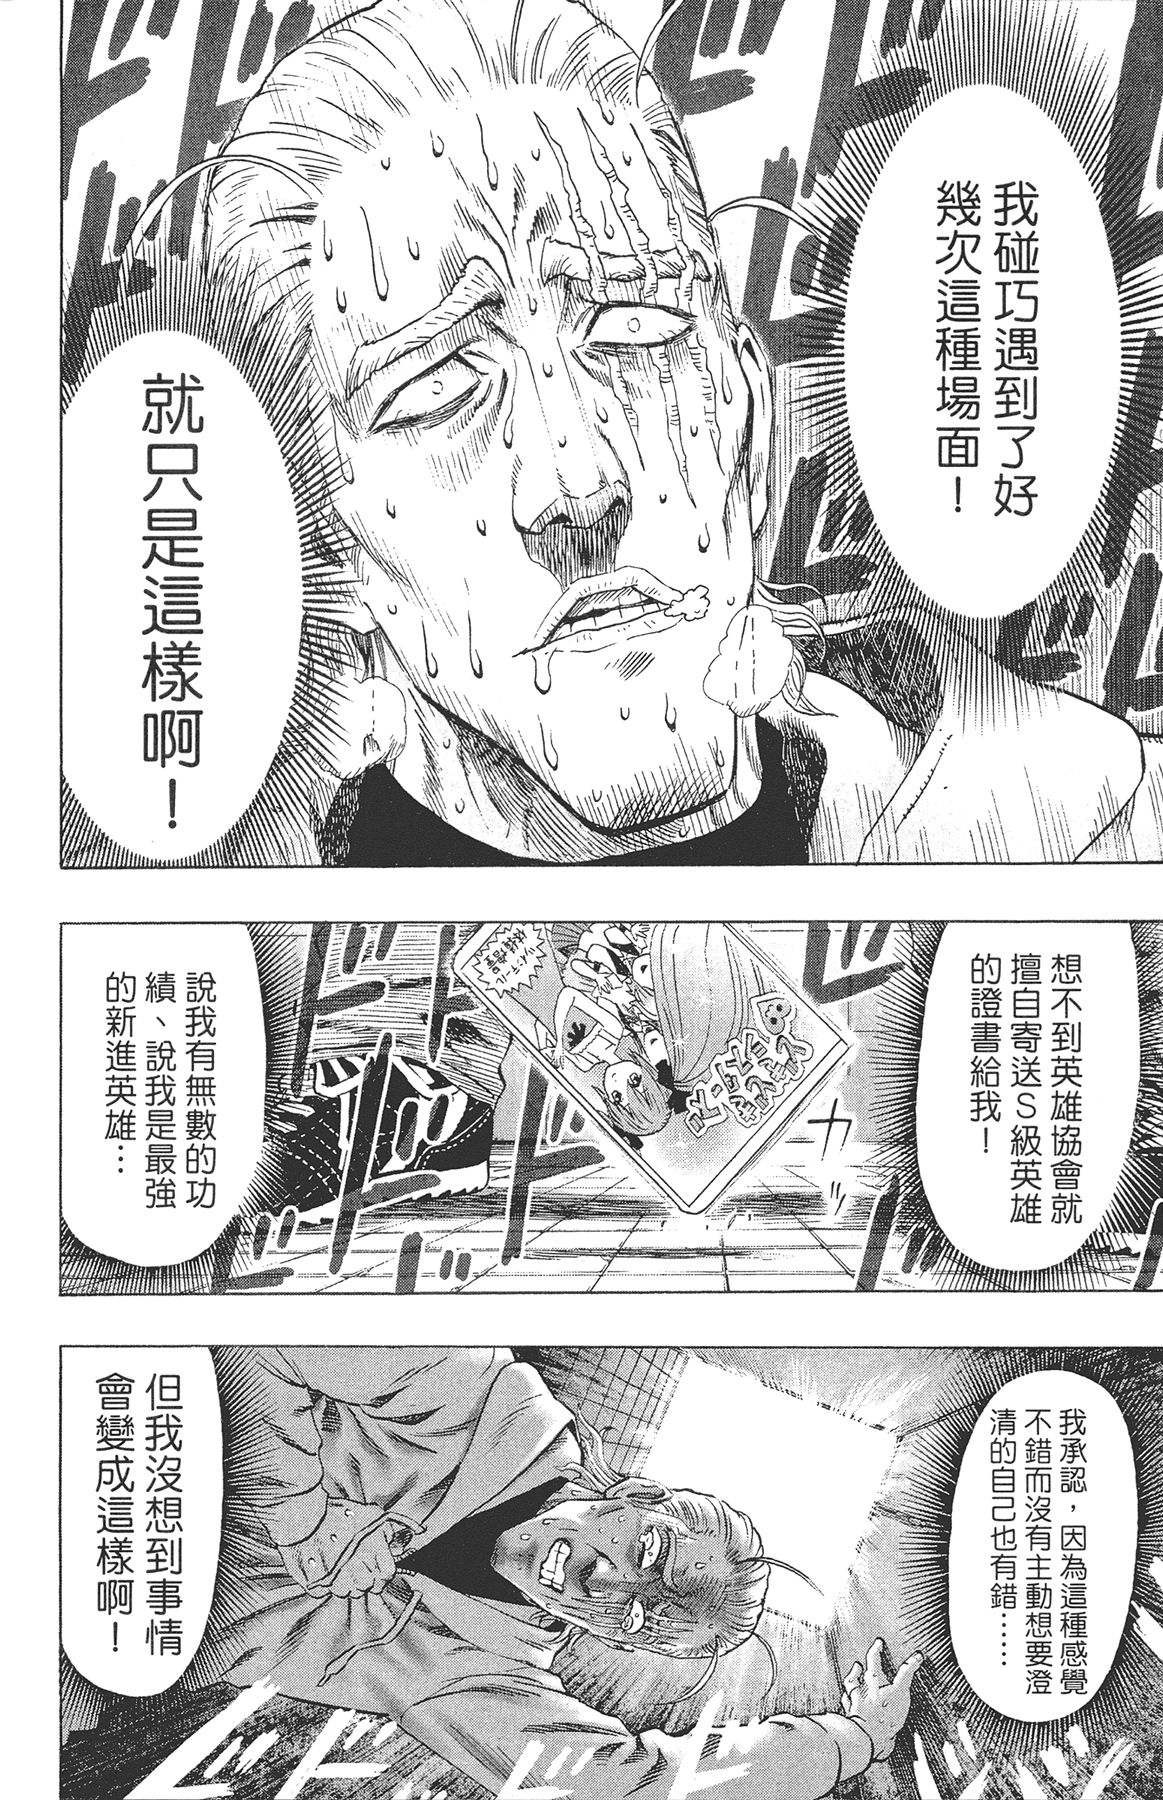 我碰巧遇到了好
幾次這種場面！
就只是這樣啊！
想不到英雄協會就
擅自寄送S級英雄
的證書給我！
說我有無數的功
績、說我是最強
的新進英雄…
カッ
我承認，因為這種感覺
不錯而沒有主動想要澄
清的自己也有錯……
但我沒想到事情
會變成這樣啊！